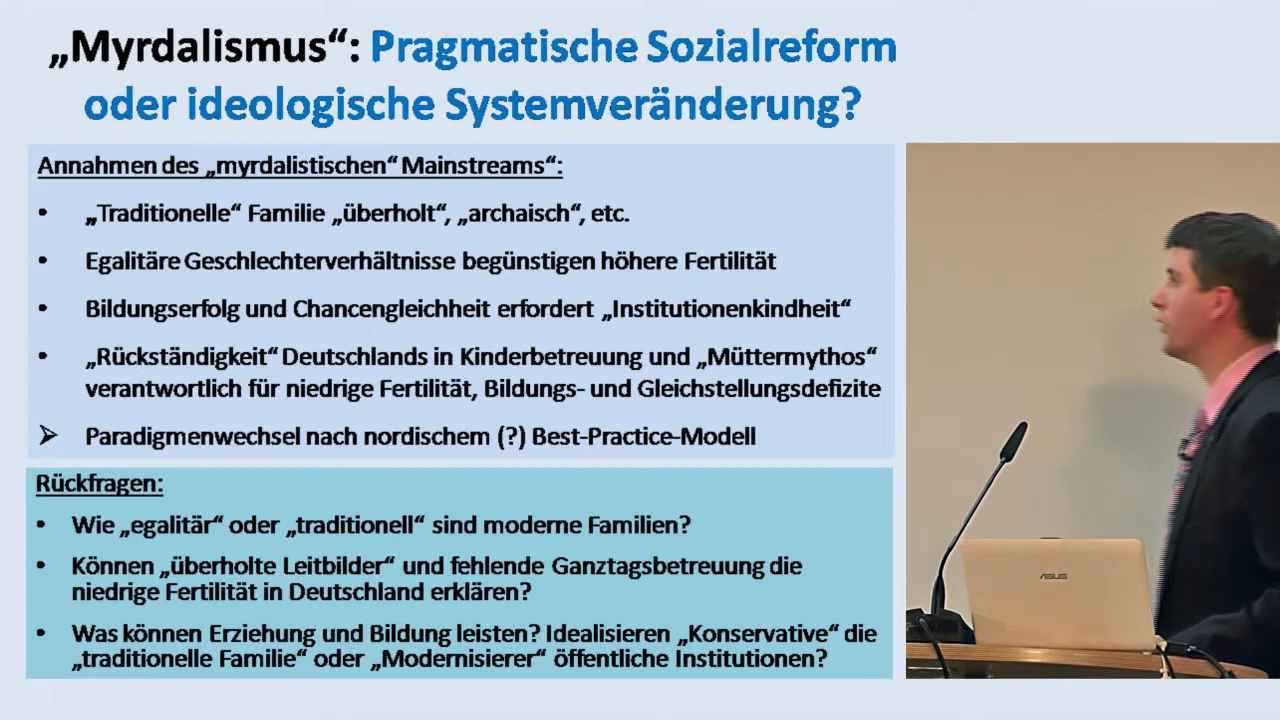 „Myrdalismus“: Pragmatische Sozialreform
oder ideologische Systemveränderung?
Annahmen des „myrdalistischen“ Mainstreams“:
• „Traditionelle“ Familie „überholt“, „archaisch“, etc.
• Egalitäre Geschlechterverhältnisse begünstigen höhere Fertilität
• Bildungserfolg und Chancengleichheit erfordert „Institutionenkindheit“
• „Rückständigkeit“ Deutschlands in Kinderbetreuung und „Müttermythos“
verantwortlich für niedrige Fertilität, Bildungs- und Gleichstellungsdefizite
➢ Paradigmenwechsel nach nordischem (?) Best-Practice-Modell
Rückfragen:
• Wie „egalitär“ oder „traditionell“ sind moderne Familien?
• Können „überholte Leitbilder“ und fehlende Ganztagsbetreuung die
niedrige Fertilität in Deutschland erklären?
• Was können Erziehung und Bildung leisten? Idealisieren „Konservative“ die
„traditionelle Familie“ oder „Modernisierer“ öffentliche Institutionen?
ASUS